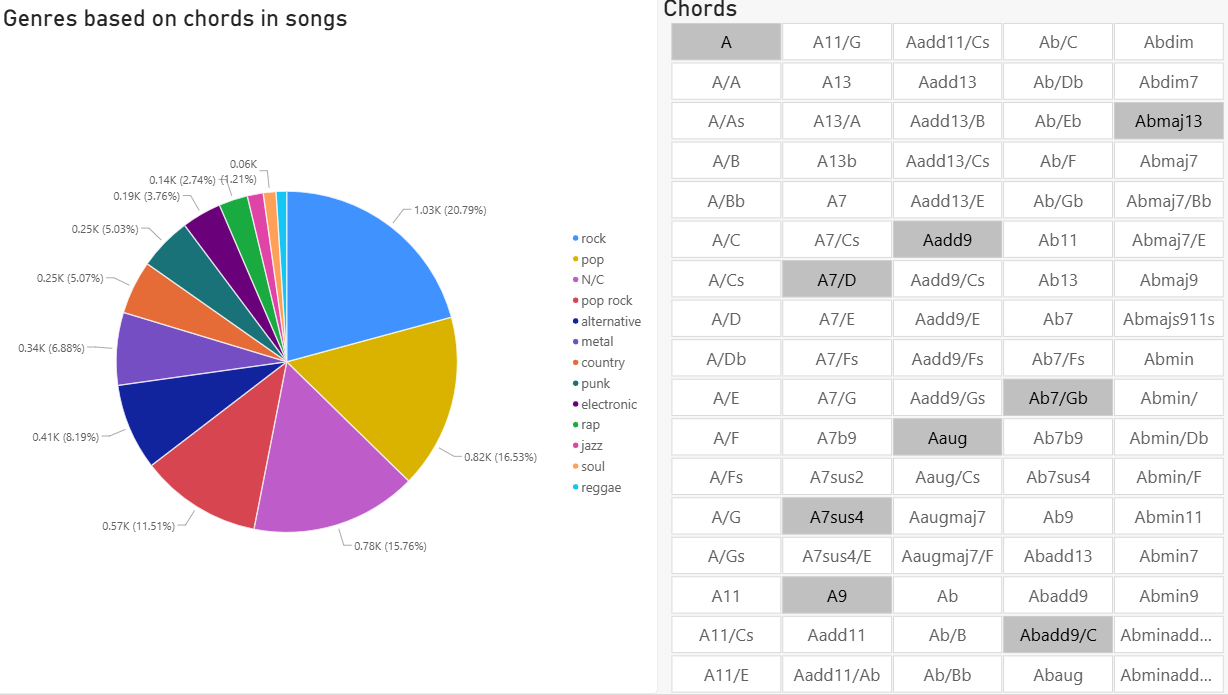 Genres based on chords in songs
0.06K
0.14K (2.74%) (1.21%)
0.19K (3.76%)
0.25K (5.03%)
0.25K (5.07%)
0.34K (6.88%)
0.41K (8.19%)
0.57K (11.51%)
0.78K (15.76%)
0.82K (16.53%)
1.03K (20.79%)
rock
pop
N/C
pop rock
alternative
metal
country
punk
electronic
rap
jazz
soul
reggae
Chords
A A11/G Aadd11/Cs Ab/C Abdim
A/A A13 Aadd13 Ab/Db Abdim7
A/As A13/A Aadd13/B Ab/Eb Abmaj13
A/B A13b Aadd13/Cs Ab/F Abmaj7
A/Bb A7 Aadd13/E Ab/Gb Abmaj7/Bb
A/C A7/Cs Aadd9 Ab11 Abmaj7/E
A/Cs A7/D Aadd9/Cs Ab13 Abmaj9
A/D A7/E Aadd9/E Ab7 Abmajs911s
A/Db A7/Fs Aadd9/Fs Ab7/Fs Abmin
A/E A7/G Aadd9/Gs Ab7/Gb Abmin/
A/F A7b9 Aaug Ab7b9 Abmin/Db
A/Fs A7sus2 Aaug/Cs Ab7sus4 Abmin/F
A/G A7sus4 Aaugmaj7 Ab9 Abmin11
A/Gs A7sus4/E Aaugmaj7/F Abadd13 Abmin7
A11 A9 Ab Abadd9 Abmin9
A11/Cs Aadd11 Ab/B Abadd9/C Abminadd...
A11/E Aadd11/Ab Ab/Bb Abaug Abminadd...